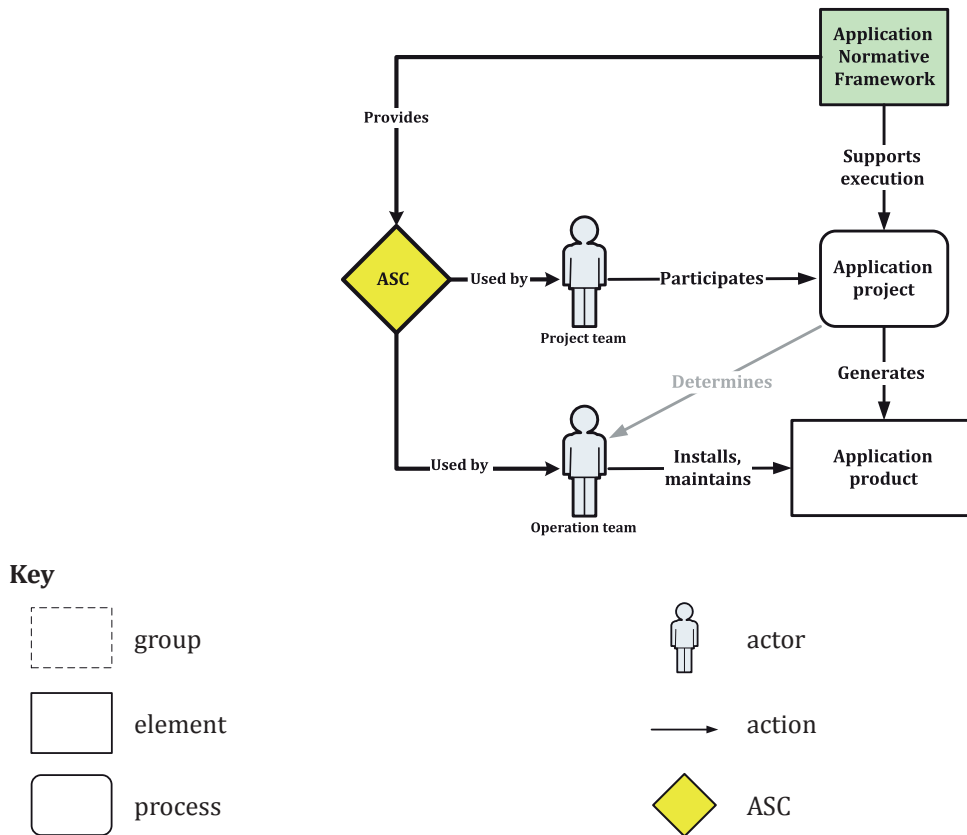 Application
Normative
Framework
Provides
Supports
execution
ASC
Used by
Participates
Application
project
Project team
Determines
Generates
Used by
Installs,
maintains
Application
product
Operation team
Key
group
actor
element
action
process
ASC